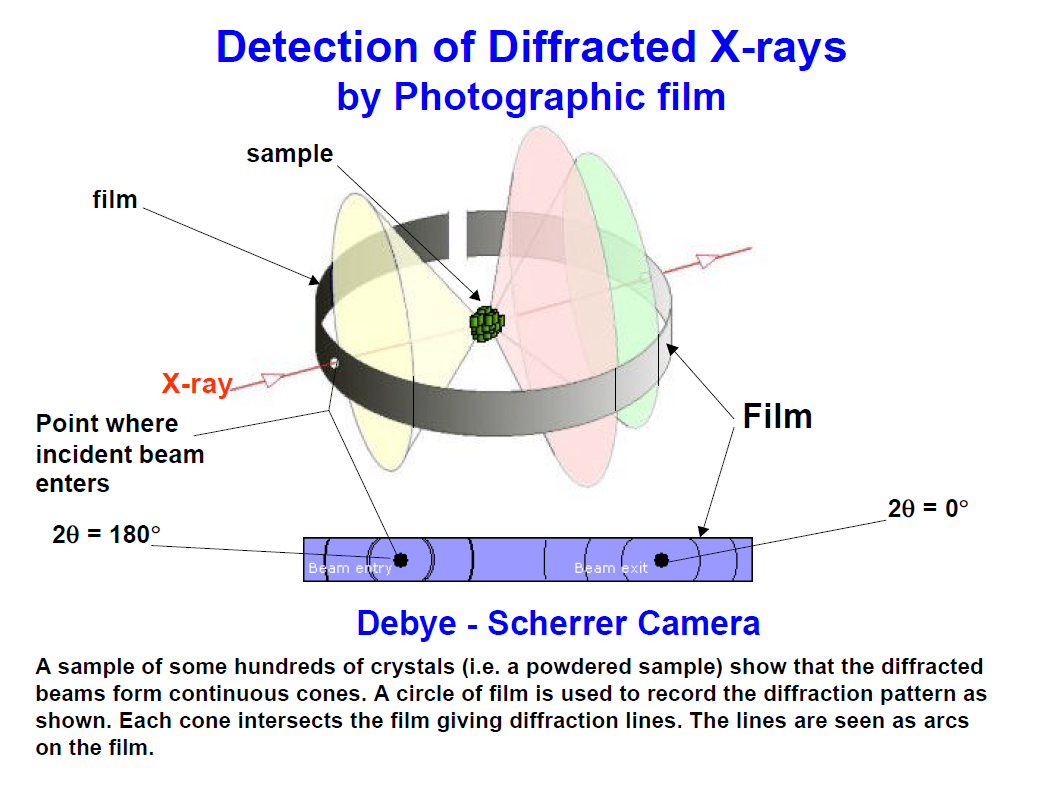 Detection of Diffracted X-rays
by Photographic film
sample
film
X-ray
Point where
incident beam
enters
Film
2θ = 180°
2θ = 0°
Beam entry
Beam exit
Debye - Scherrer Camera
A sample of some hundreds of crystals (i.e. a powdered sample) show that the diffracted
beams form continuous cones. A circle of film is used to record the diffraction pattern as
shown. Each cone intersects the film giving diffraction lines. The lines are seen as arcs
on the film.